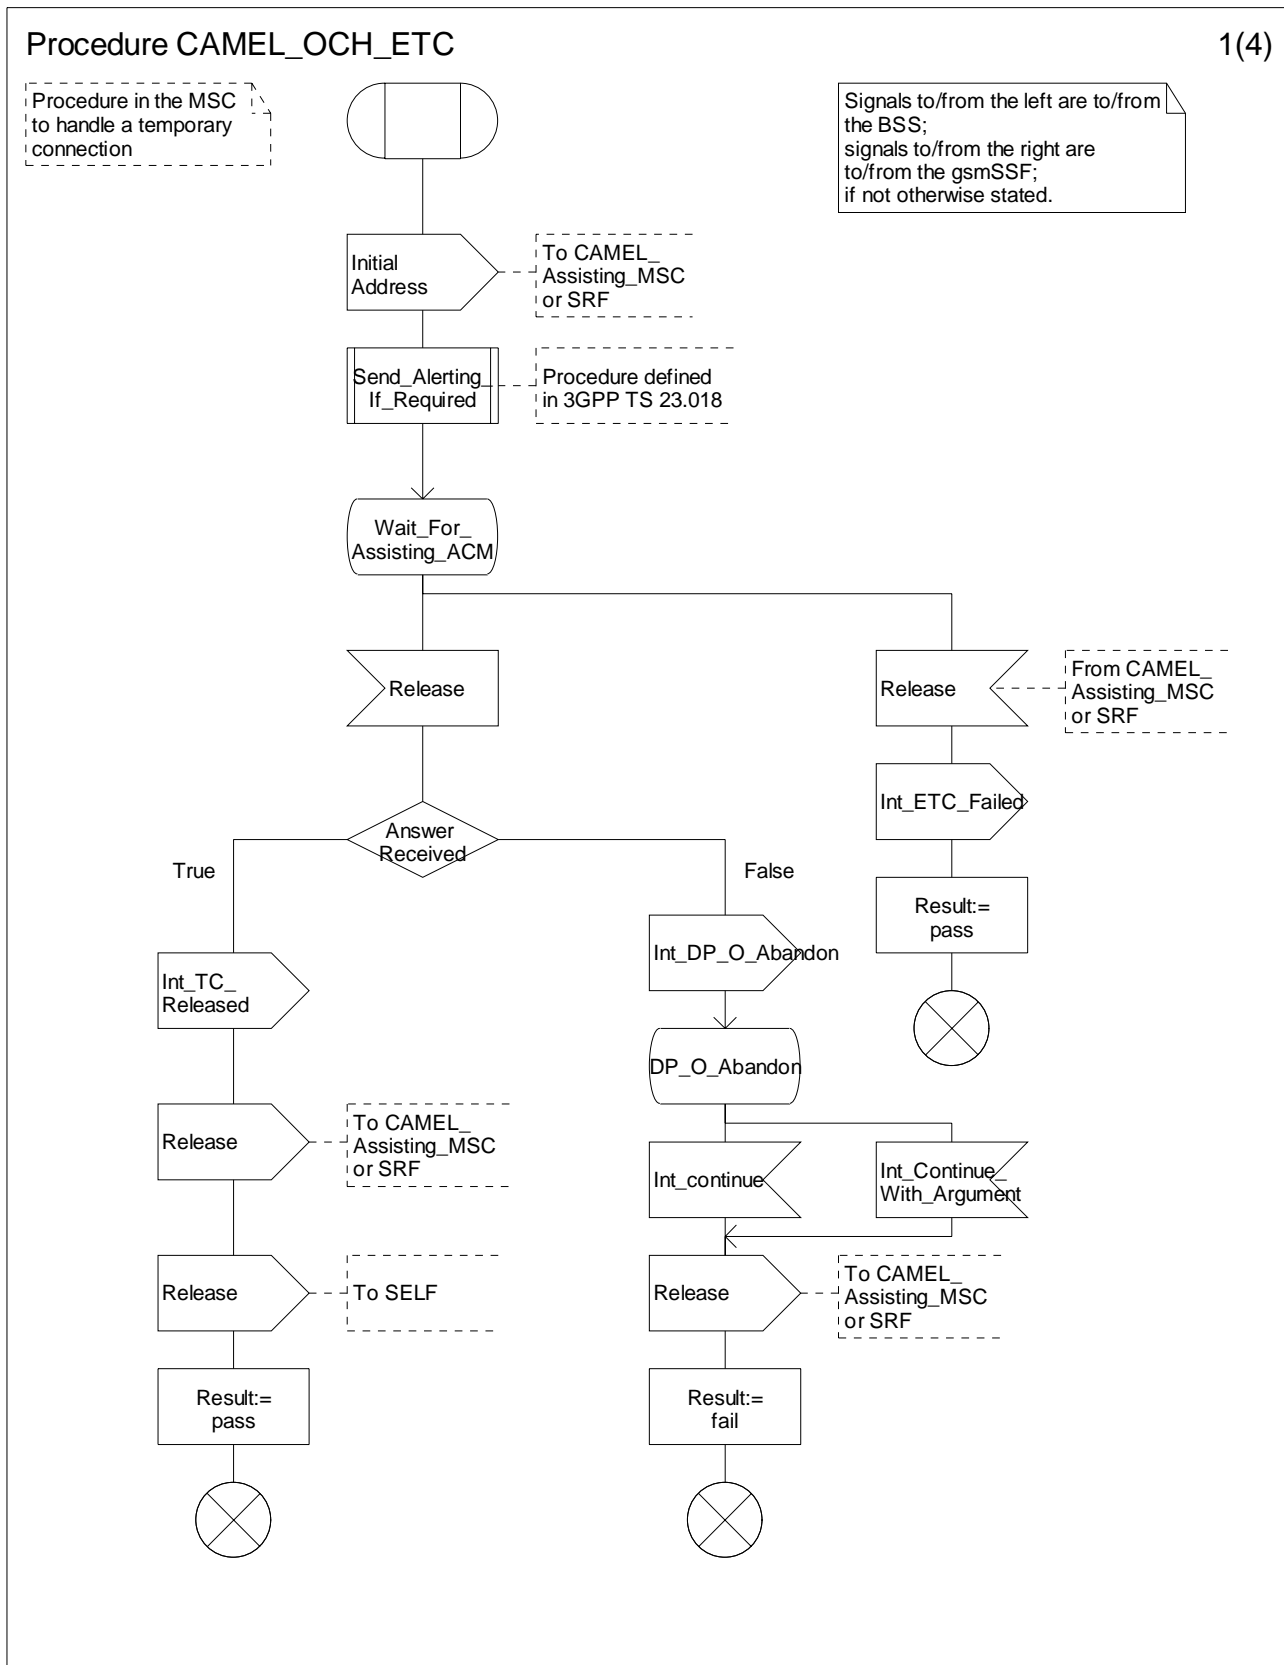 Procedure CAMEL_OCH_ETC
1(4)
Procedure in the MSC
to handle a temporary
connection
Signals to/from the left are to/from
the BSS;
signals to/from the right are
to/from the gsmSSF;
if not otherwise stated.
Initial
Address
To CAMEL_
Assisting_MSC
or SRF
Send_Alerting_
If_Required
Procedure defined
in 3GPP TS 23.018
Wait_For_
Assisting_ACM
Release
Release
From CAMEL_
Assisting_MSC
or SRF
Int_ETC_Failed
Answer
Received
True
False
Result:=
pass
Int_DP_O_Abandon
Int_TC_
Released
DP_O_Abandon
Release
To CAMEL_
Assisting_MSC
or SRF
Int_continue
Int_Continue_
With_Argument
Release
To SELF
Release
To CAMEL_
Assisting_MSC
or SRF
Result:=
pass
Result:=
fail